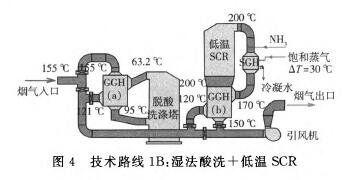 200 ℃
155 ℃
155 ℃
63.2 ℃
低温
SCR
NH₃
饱和蒸气
ΔT=30 ℃
SGH
烟气入口
GGH
(a)
脱酸
洗涤塔
200 ℃
120 ℃
冷凝水
烟气出口
GGH
(b)
170 ℃
121 ℃
95 ℃
150 ℃
引风机
图 4 技术路线 1B:湿法酸洗+低温 SCR